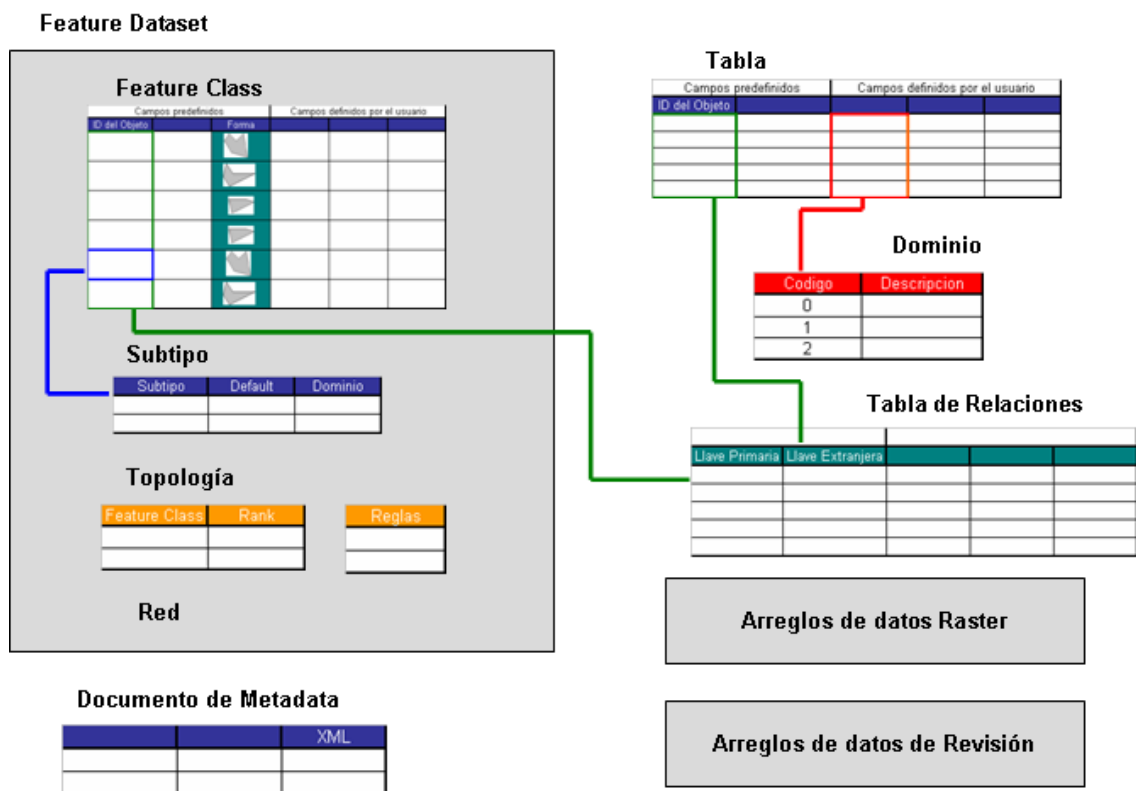 Feature Dataset
Feature Class
Campos predefinidos Campos definidos por el usuario
ID del Objeto Forma
Subtipo
Subtipo Default Dominio
Topología
Feature Class Rank Reglas
Red
Documento de Metadata
XML
Tabla
Campos predefinidos Campos definidos por el usuario
ID del Objeto
Dominio
Codigo Descripcion
0
1
2
Tabla de Relaciones
Llave Primaria Llave Extranjera
Arreglos de datos Raster
Arreglos de datos de Revisión